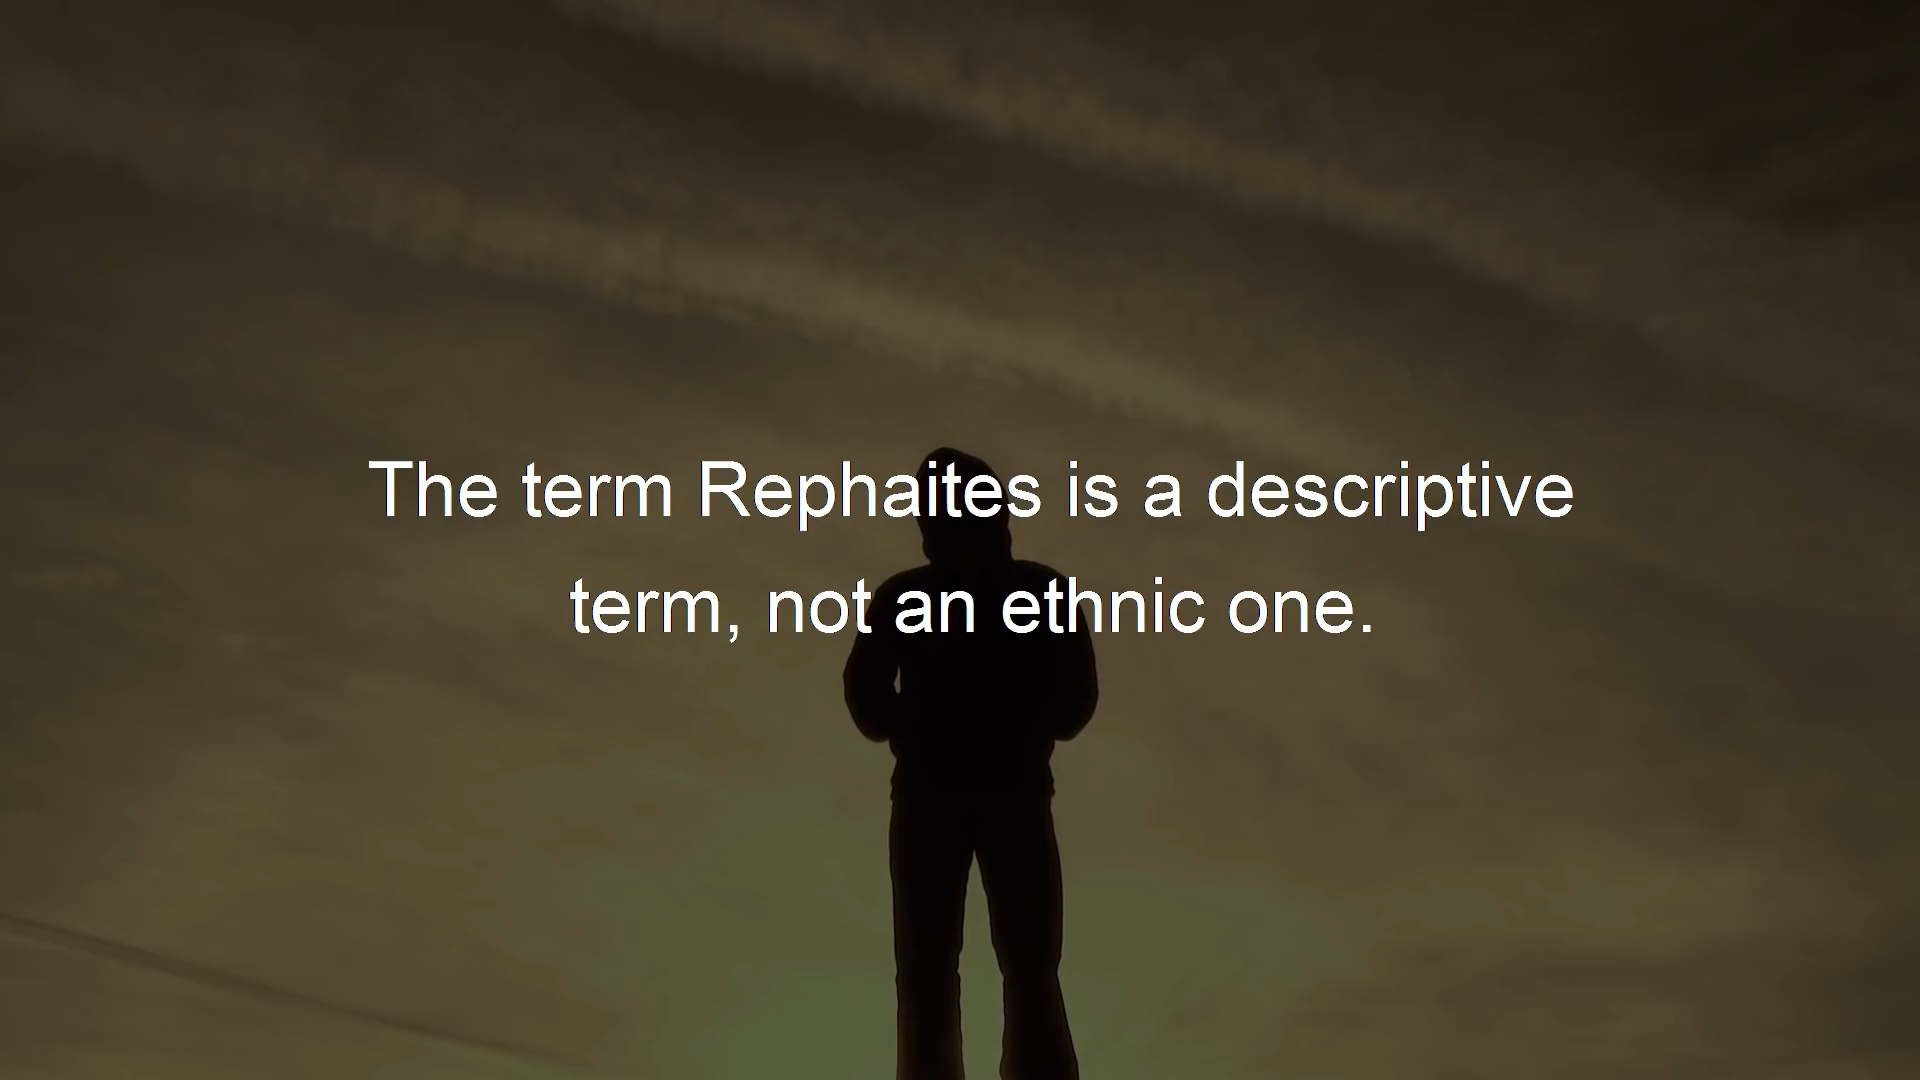 The term Rephaites is a descriptive
term, not an ethnic one.